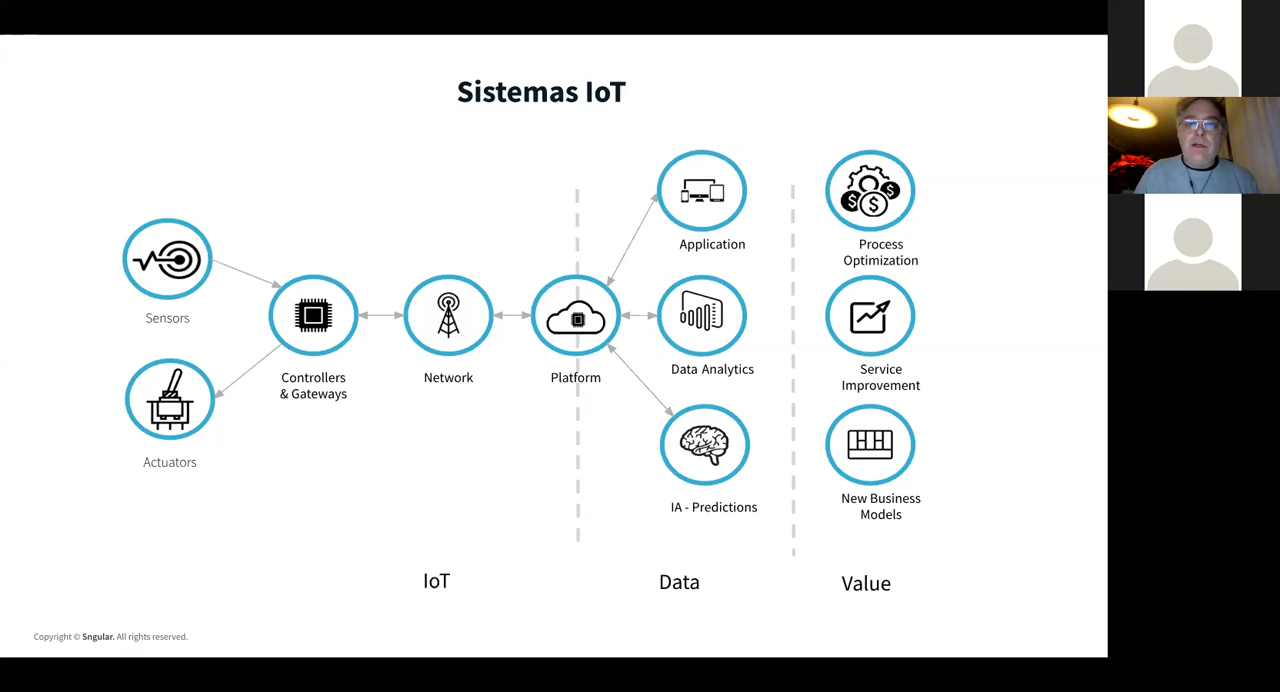 Sistemas IoT
Sensors
Actuators
Controllers
& Gateways
Network
Platform
Application
Data Analytics
IA - Predictions
Process
Optimization
Service
Improvement
New Business
Models
IoT
Data
Value
Copyright © Sngular. All rights reserved.